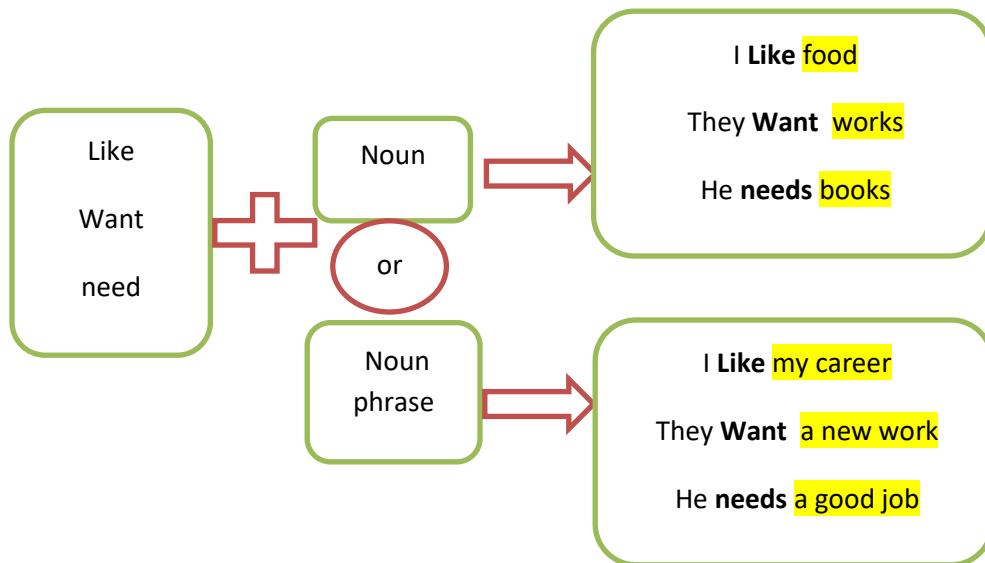 Like
Want
need
Noun
or
Noun
phrase
I Like food
They Want works
He needs books
I Like my career
They Want a new work
He needs a good job